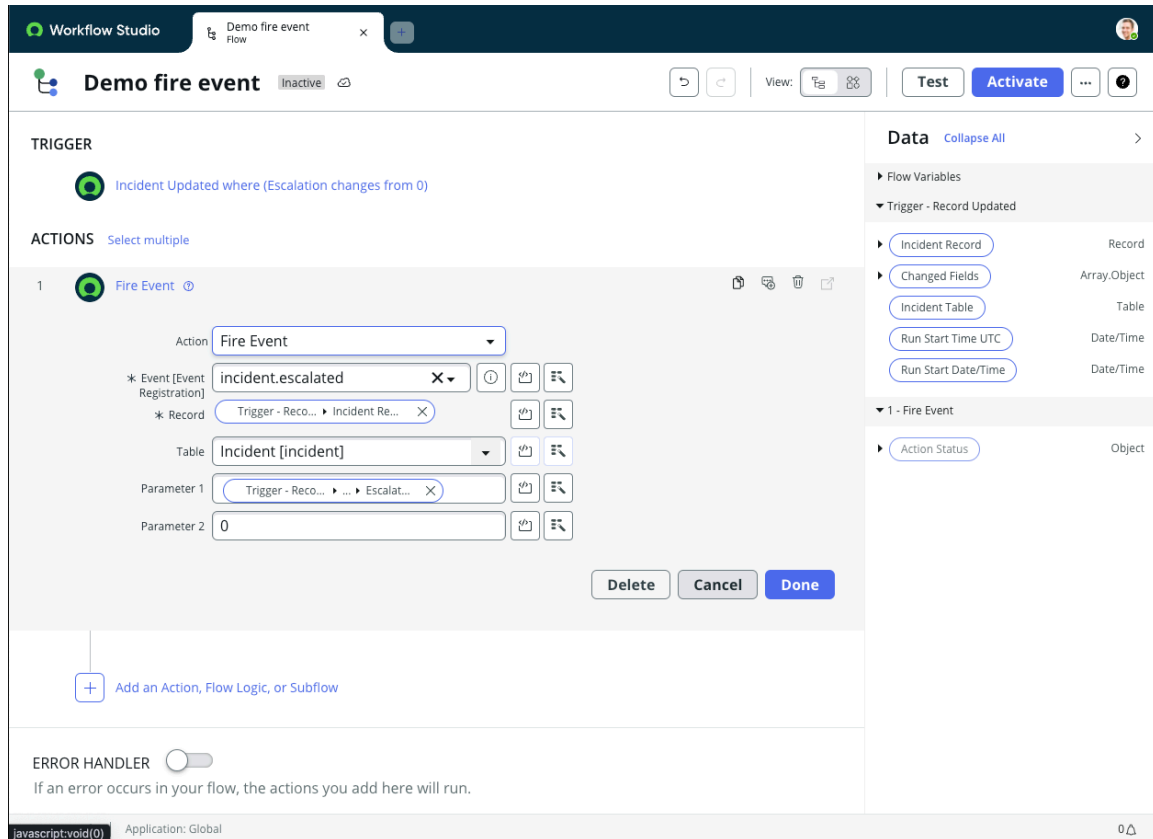 Workflow Studio
Demo fire event
Flow
Demo fire event Inactive
View: Test Activate
TRIGGER
Incident Updated where (Escalation changes from 0)
ACTIONS Select multiple
1 Fire Event
Action Fire Event
* Event [Event Registration] incident.escalated
* Record Trigger - Reco... ▸ Incident Re...
Table Incident [incident]
Parameter 1 Trigger - Reco... ▸ ... ▸ Escalat...
Parameter 2 0
Delete Cancel Done
Add an Action, Flow Logic, or Subflow
ERROR HANDLER
If an error occurs in your flow, the actions you add here will run.
Data Collapse All
Flow Variables
Trigger - Record Updated
Incident Record Record
Changed Fields Array.Object
Incident Table Table
Run Start Time UTC Date/Time
Run Start Date/Time Date/Time
1 - Fire Event
Action Status Object
javascript:void(0) Application: Global 0